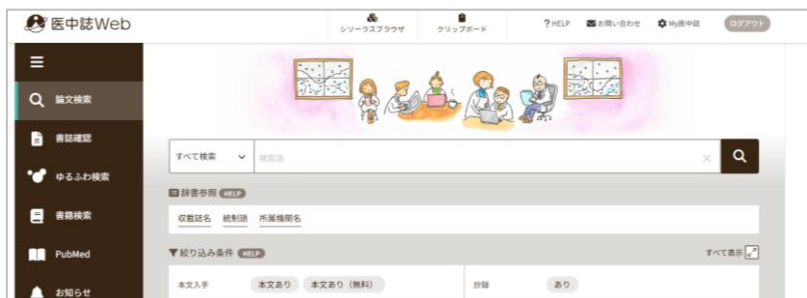 医中誌Web
シソーラスブラウザ
クリップボード
?HELP
お問い合わせ
My医中誌
ログアウト
論文検索
書誌確認
ゆるふわ検索
書籍検索
PubMed
お知らせ
すべて検索
検索語
辞書参照 HELP
収載誌名 統制語 所属機関名
絞り込み条件 HELP
すべて表示
本文入手 本文あり 本文あり(無料) 抄録 あり